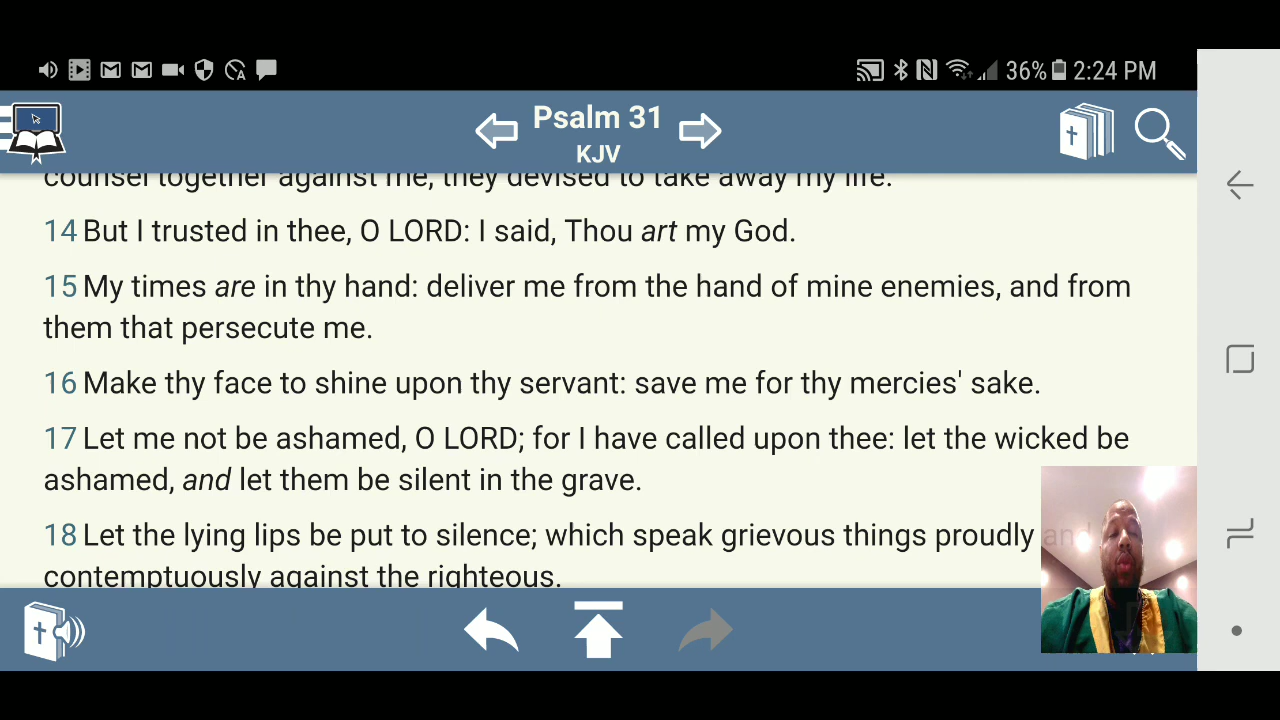 36% 2:24 PM
Psalm 31
KJV
counsel together against me, they devised to take away my life.
14 But I trusted in thee, O LORD: I said, Thou art my God.
15 My times are in thy hand: deliver me from the hand of mine enemies, and from
them that persecute me.
16 Make thy face to shine upon thy servant: save me for thy mercies' sake.
17 Let me not be ashamed, O LORD; for I have called upon thee: let the wicked be
ashamed, and let them be silent in the grave.
18 Let the lying lips be put to silence; which speak grievous things proudly and
contemptuously against the righteous.